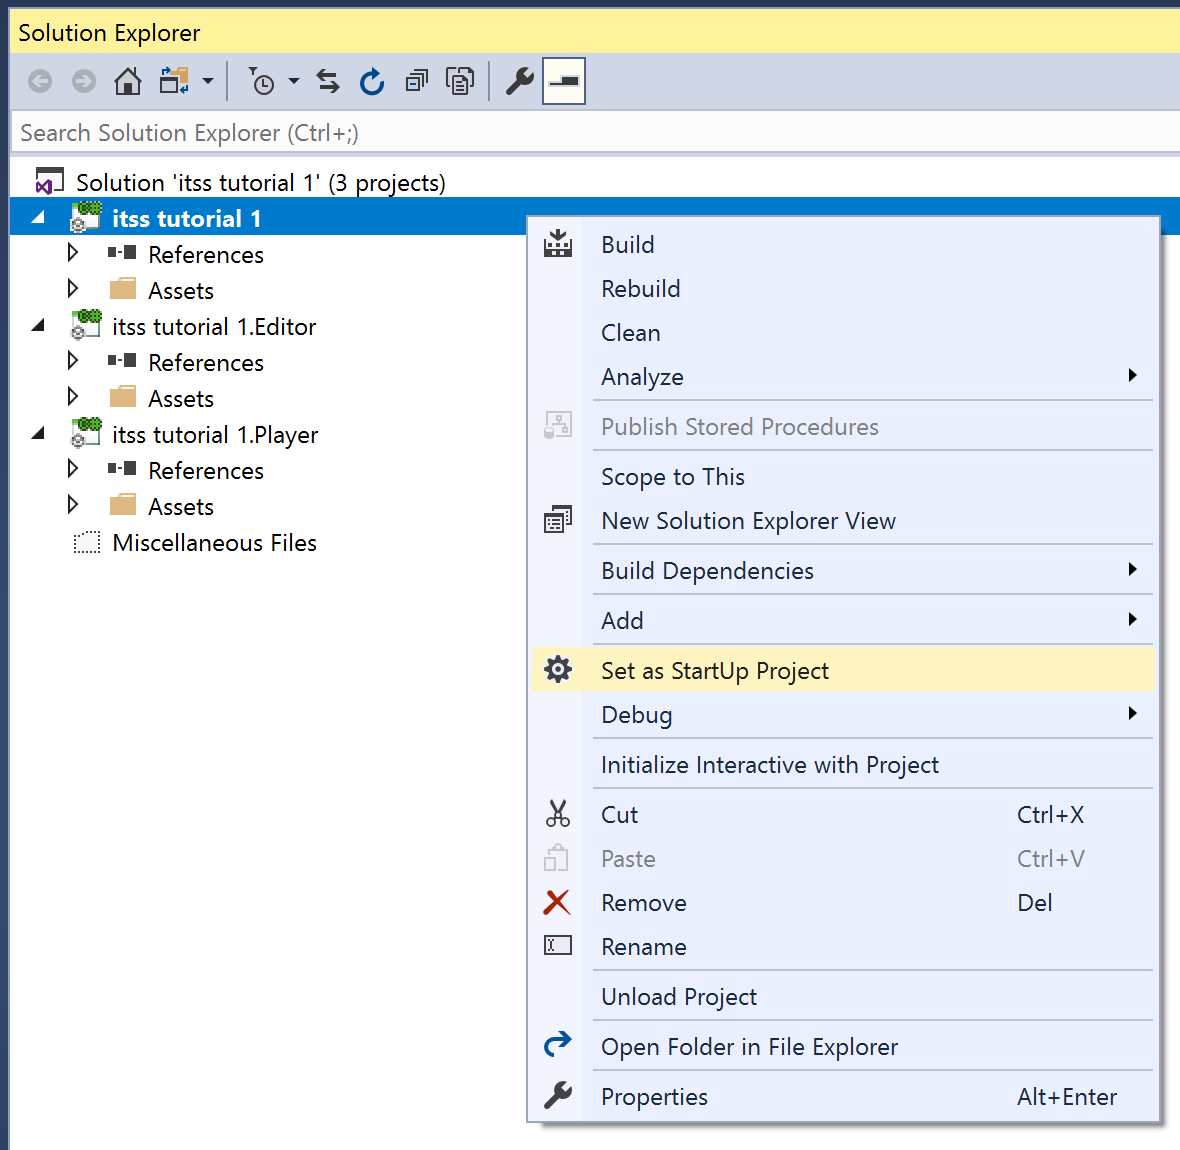 Solution Explorer
Search Solution Explorer (Ctrl+;)
Solution 'itss tutorial 1' (3 projects)
itss tutorial 1
References
Assets
itss tutorial 1.Editor
References
Assets
itss tutorial 1.Player
References
Assets
Miscellaneous Files
Build
Rebuild
Clean
Analyze
Publish Stored Procedures
Scope to This
New Solution Explorer View
Build Dependencies
Add
Set as StartUp Project
Debug
Initialize Interactive with Project
Cut Ctrl+X
Paste Ctrl+V
Remove Del
Rename
Unload Project
Open Folder in File Explorer
Properties Alt+Enter